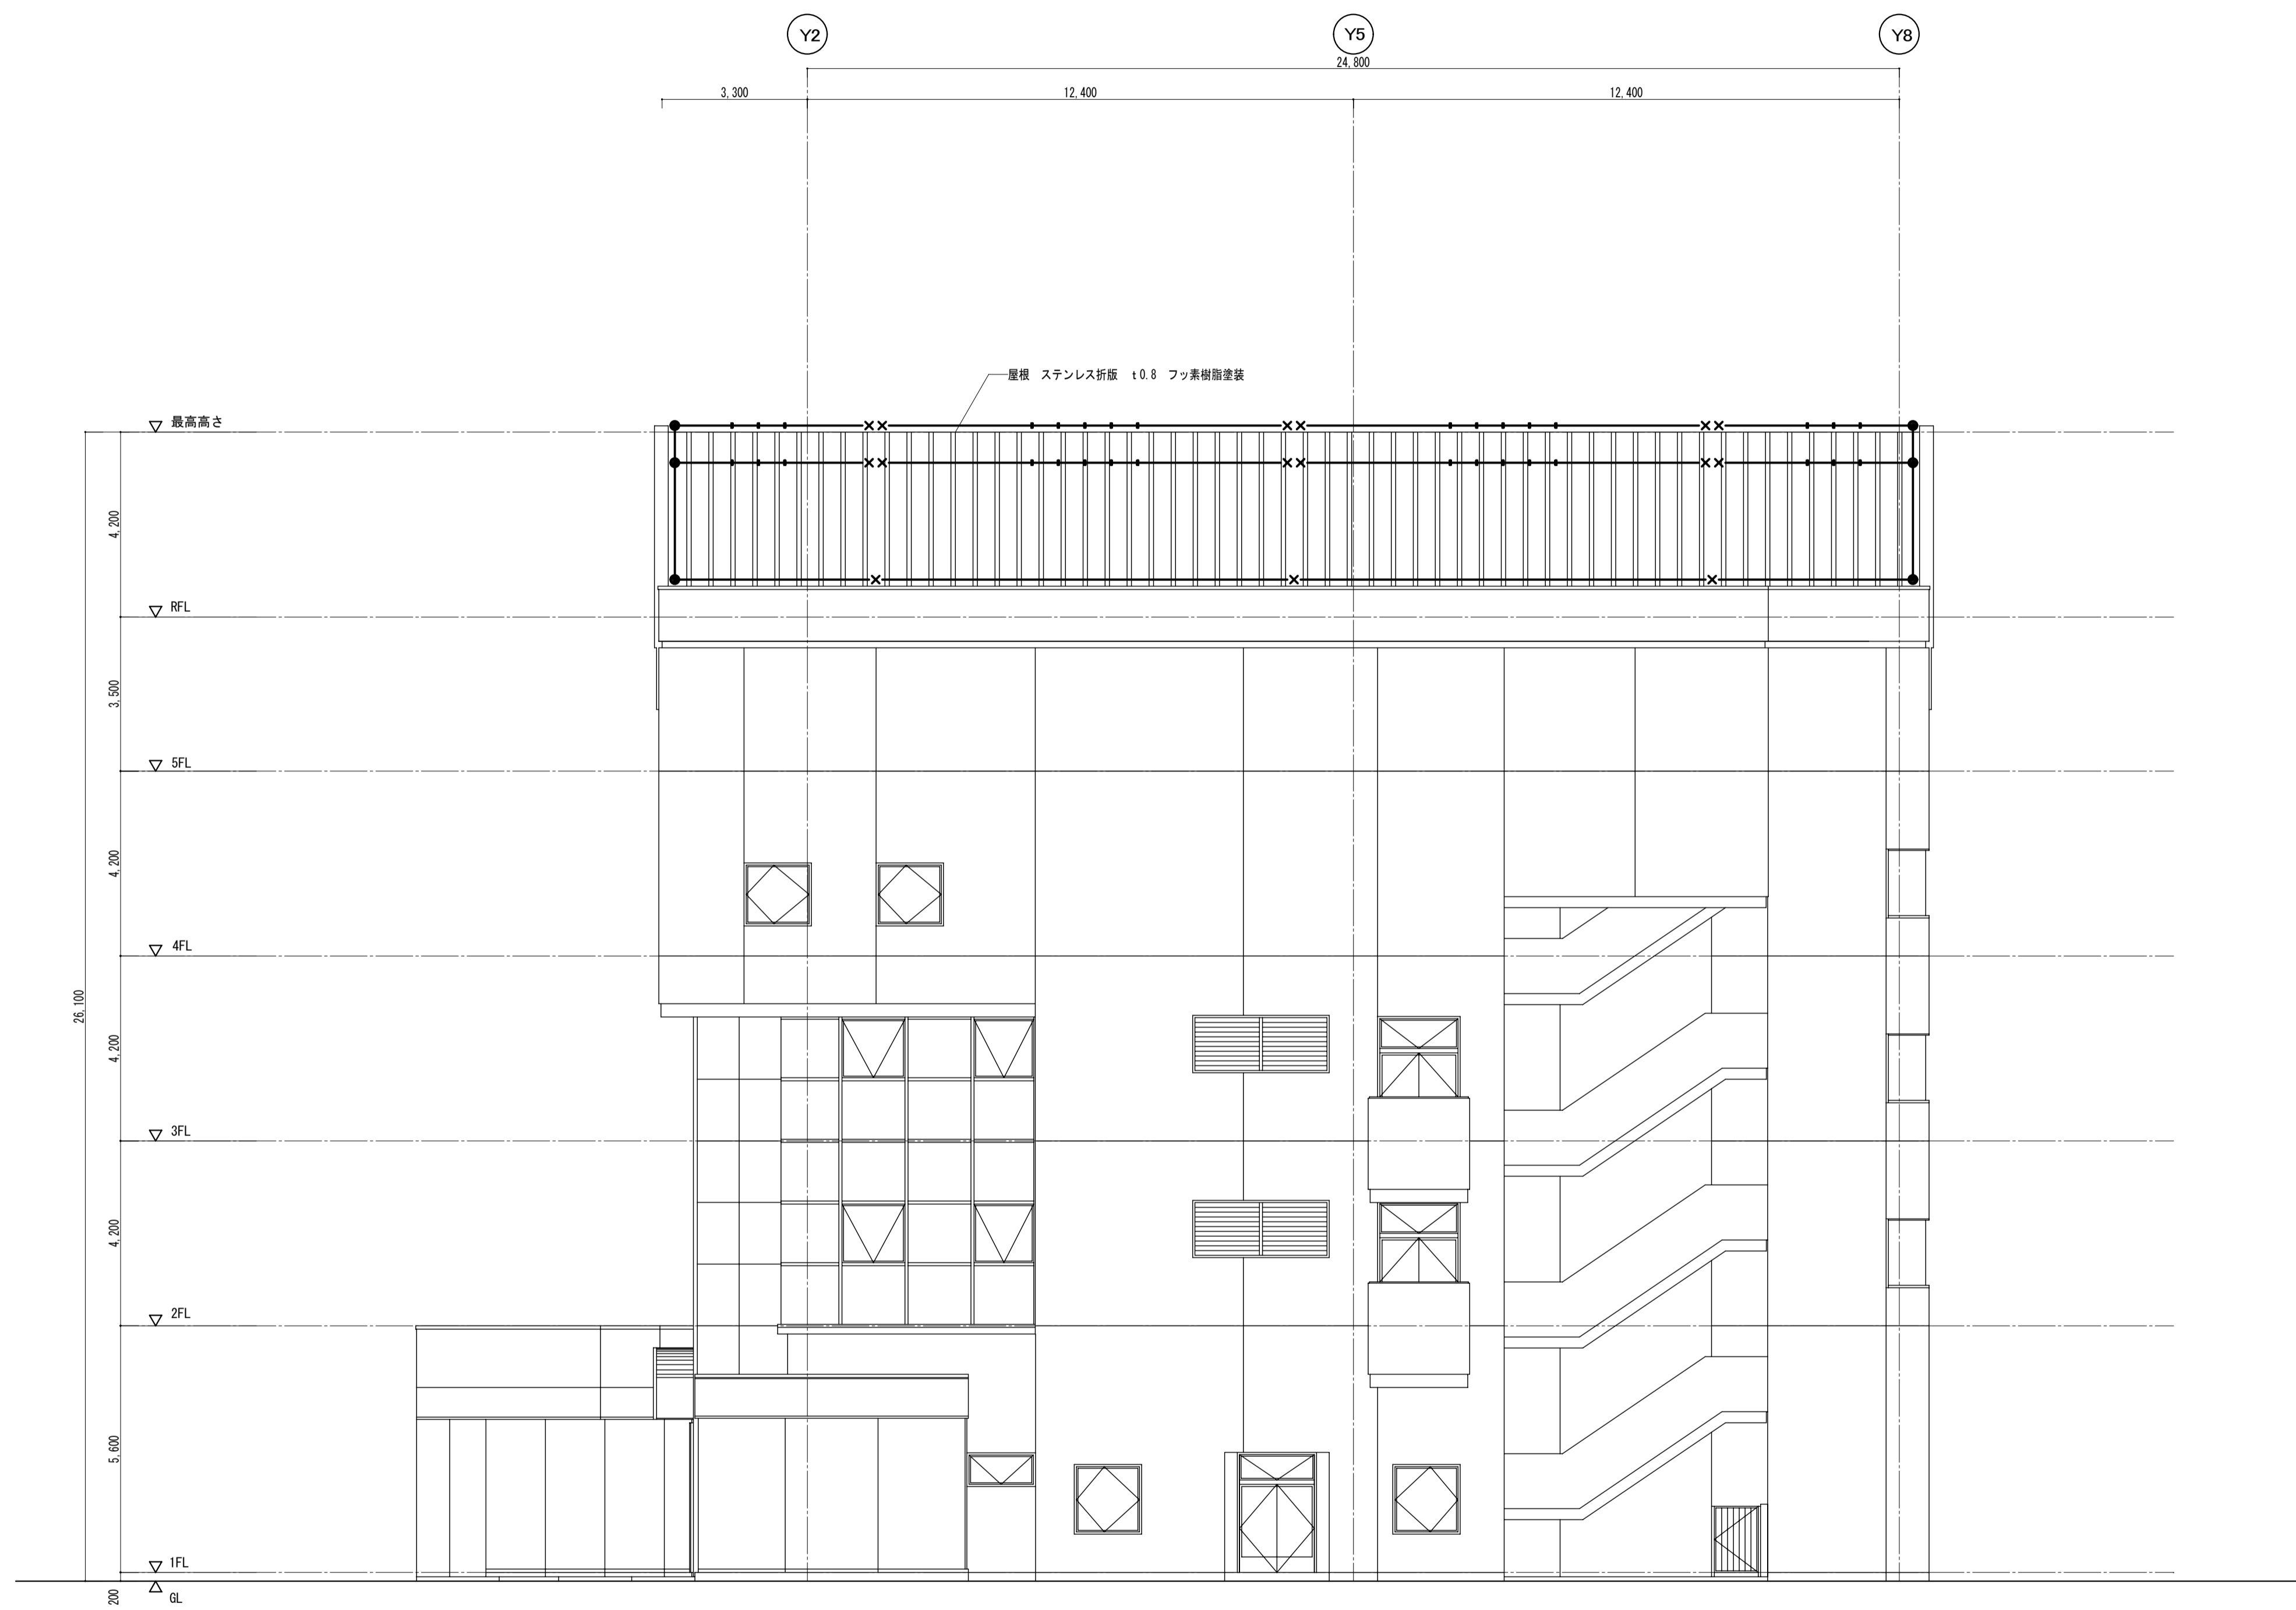 Y2
Y5
Y8
24,800
3,300
12,400
12,400
屋根　ステンレス折版　t0.8　フッ素樹脂塗装
最高高さ
4,200
RFL
3,500
5FL
4,200
4FL
26,100
4,200
3FL
4,200
2FL
5,600
1FL
200
GL